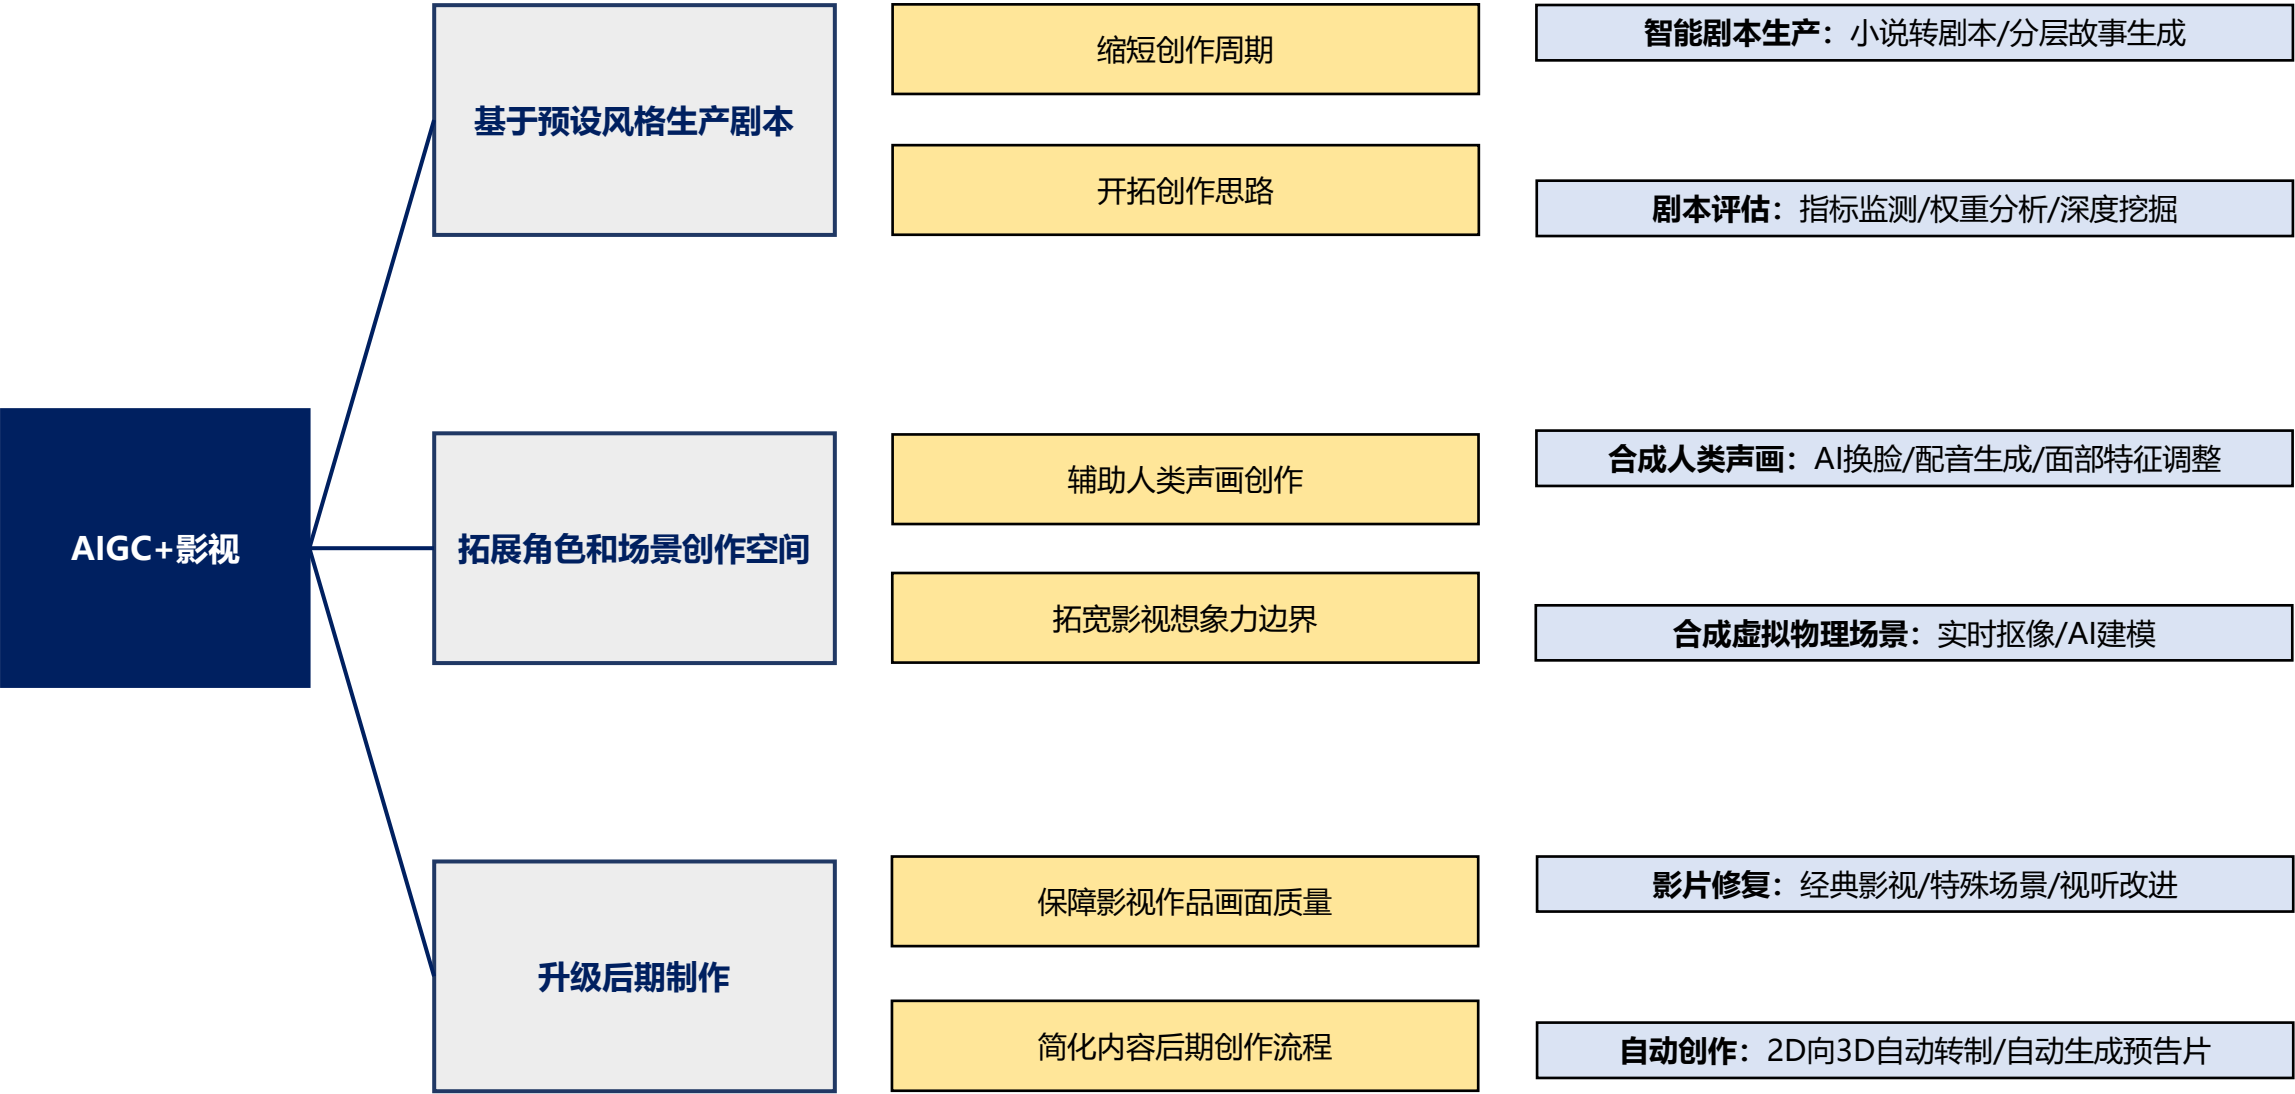 AIGC+影视
基于预设风格生产剧本
缩短创作周期
开拓创作思路
智能剧本生产：小说转剧本/分层故事生成
剧本评估：指标监测/权重分析/深度挖掘
拓展角色和场景创作空间
辅助人类声画创作
拓宽影视想象力边界
合成人类声画：AI换脸/配音生成/面部特征调整
合成虚拟物理场景：实时抠像/AI建模
升级后期制作
保障影视作品画面质量
简化内容后期创作流程
影片修复：经典影视/特殊场景/视听改进
自动创作：2D向3D自动转制/自动生成预告片